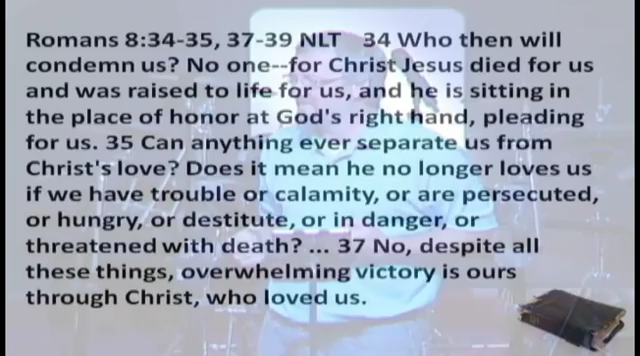 Romans 8:34-35, 37-39 NLT 34 Who then will
condemn us? No one--for Christ Jesus died for us
and was raised to life for us, and he is sitting in
the place of honor at God's right hand, pleading
for us. 35 Can anything ever separate us from
Christ's love? Does it mean he no longer loves us
if we have trouble or calamity, or are persecuted,
or hungry, or destitute, or in danger, or
threatened with death? ... 37 No, despite all
these things, overwhelming victory is ours
through Christ, who loved us.